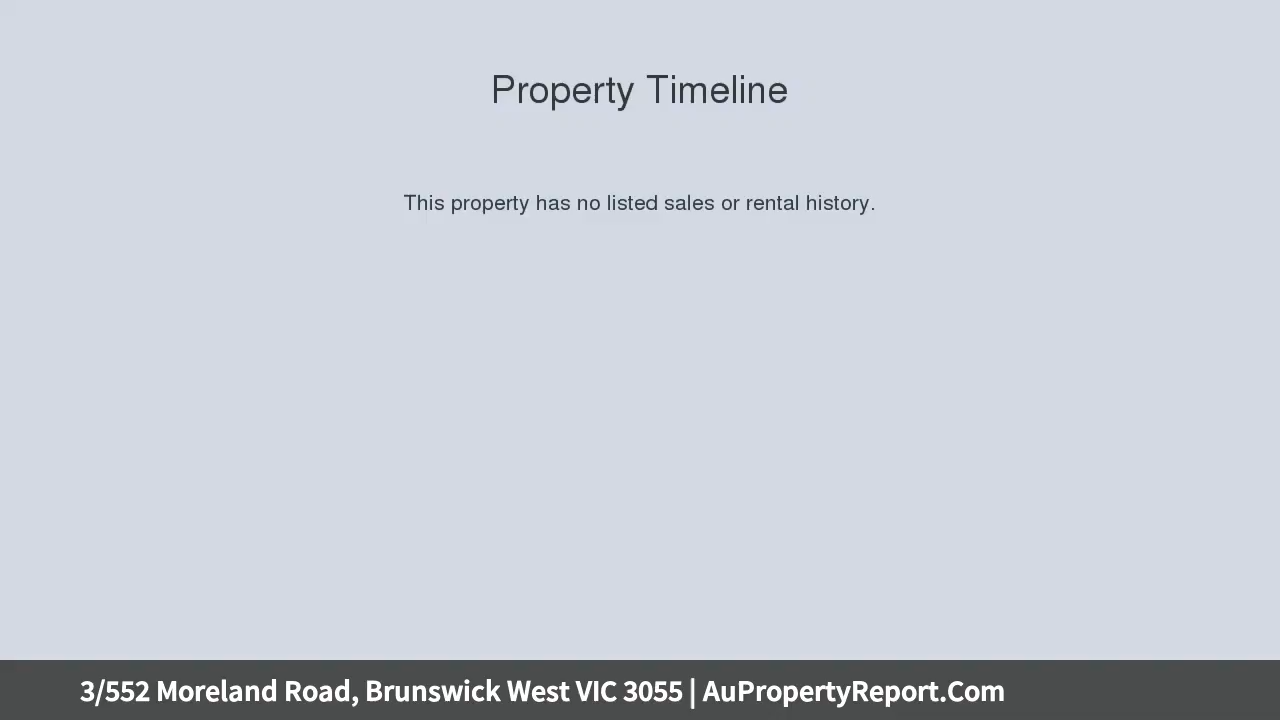 Property Timeline
This property has no listed sales or rental history.
3/552 Moreland Road, Brunswick West VIC 3055 | AuPropertyReport.Com